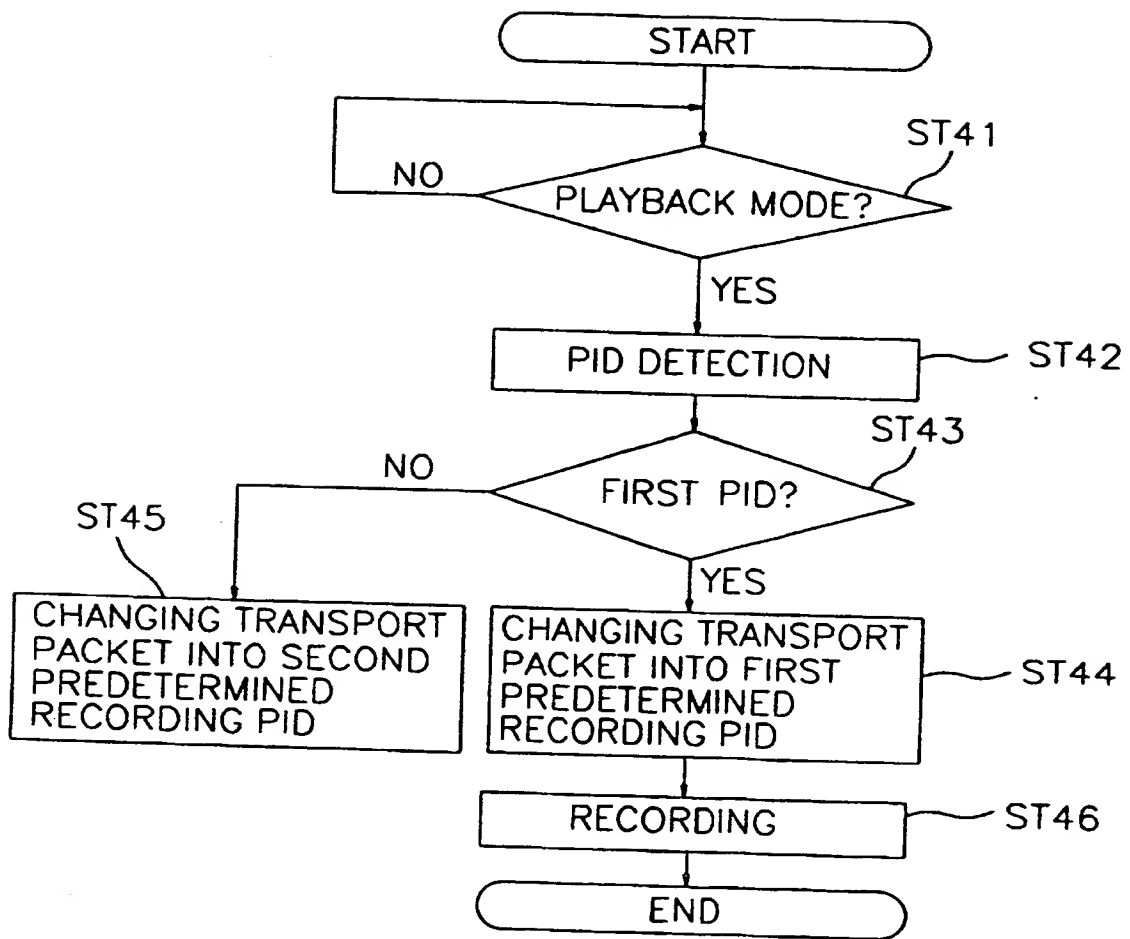 START
ST41
NO
PLAYBACK MODE?
YES
PID DETECTION
ST42
ST43
NO
FIRST PID?
ST45
YES
CHANGING TRANSPORT
PACKET INTO SECOND
PREDETERMINED
RECORDING PID
CHANGING TRANSPORT
PACKET INTO FIRST
PREDETERMINED
RECORDING PID
ST44
RECORDING
ST46
END